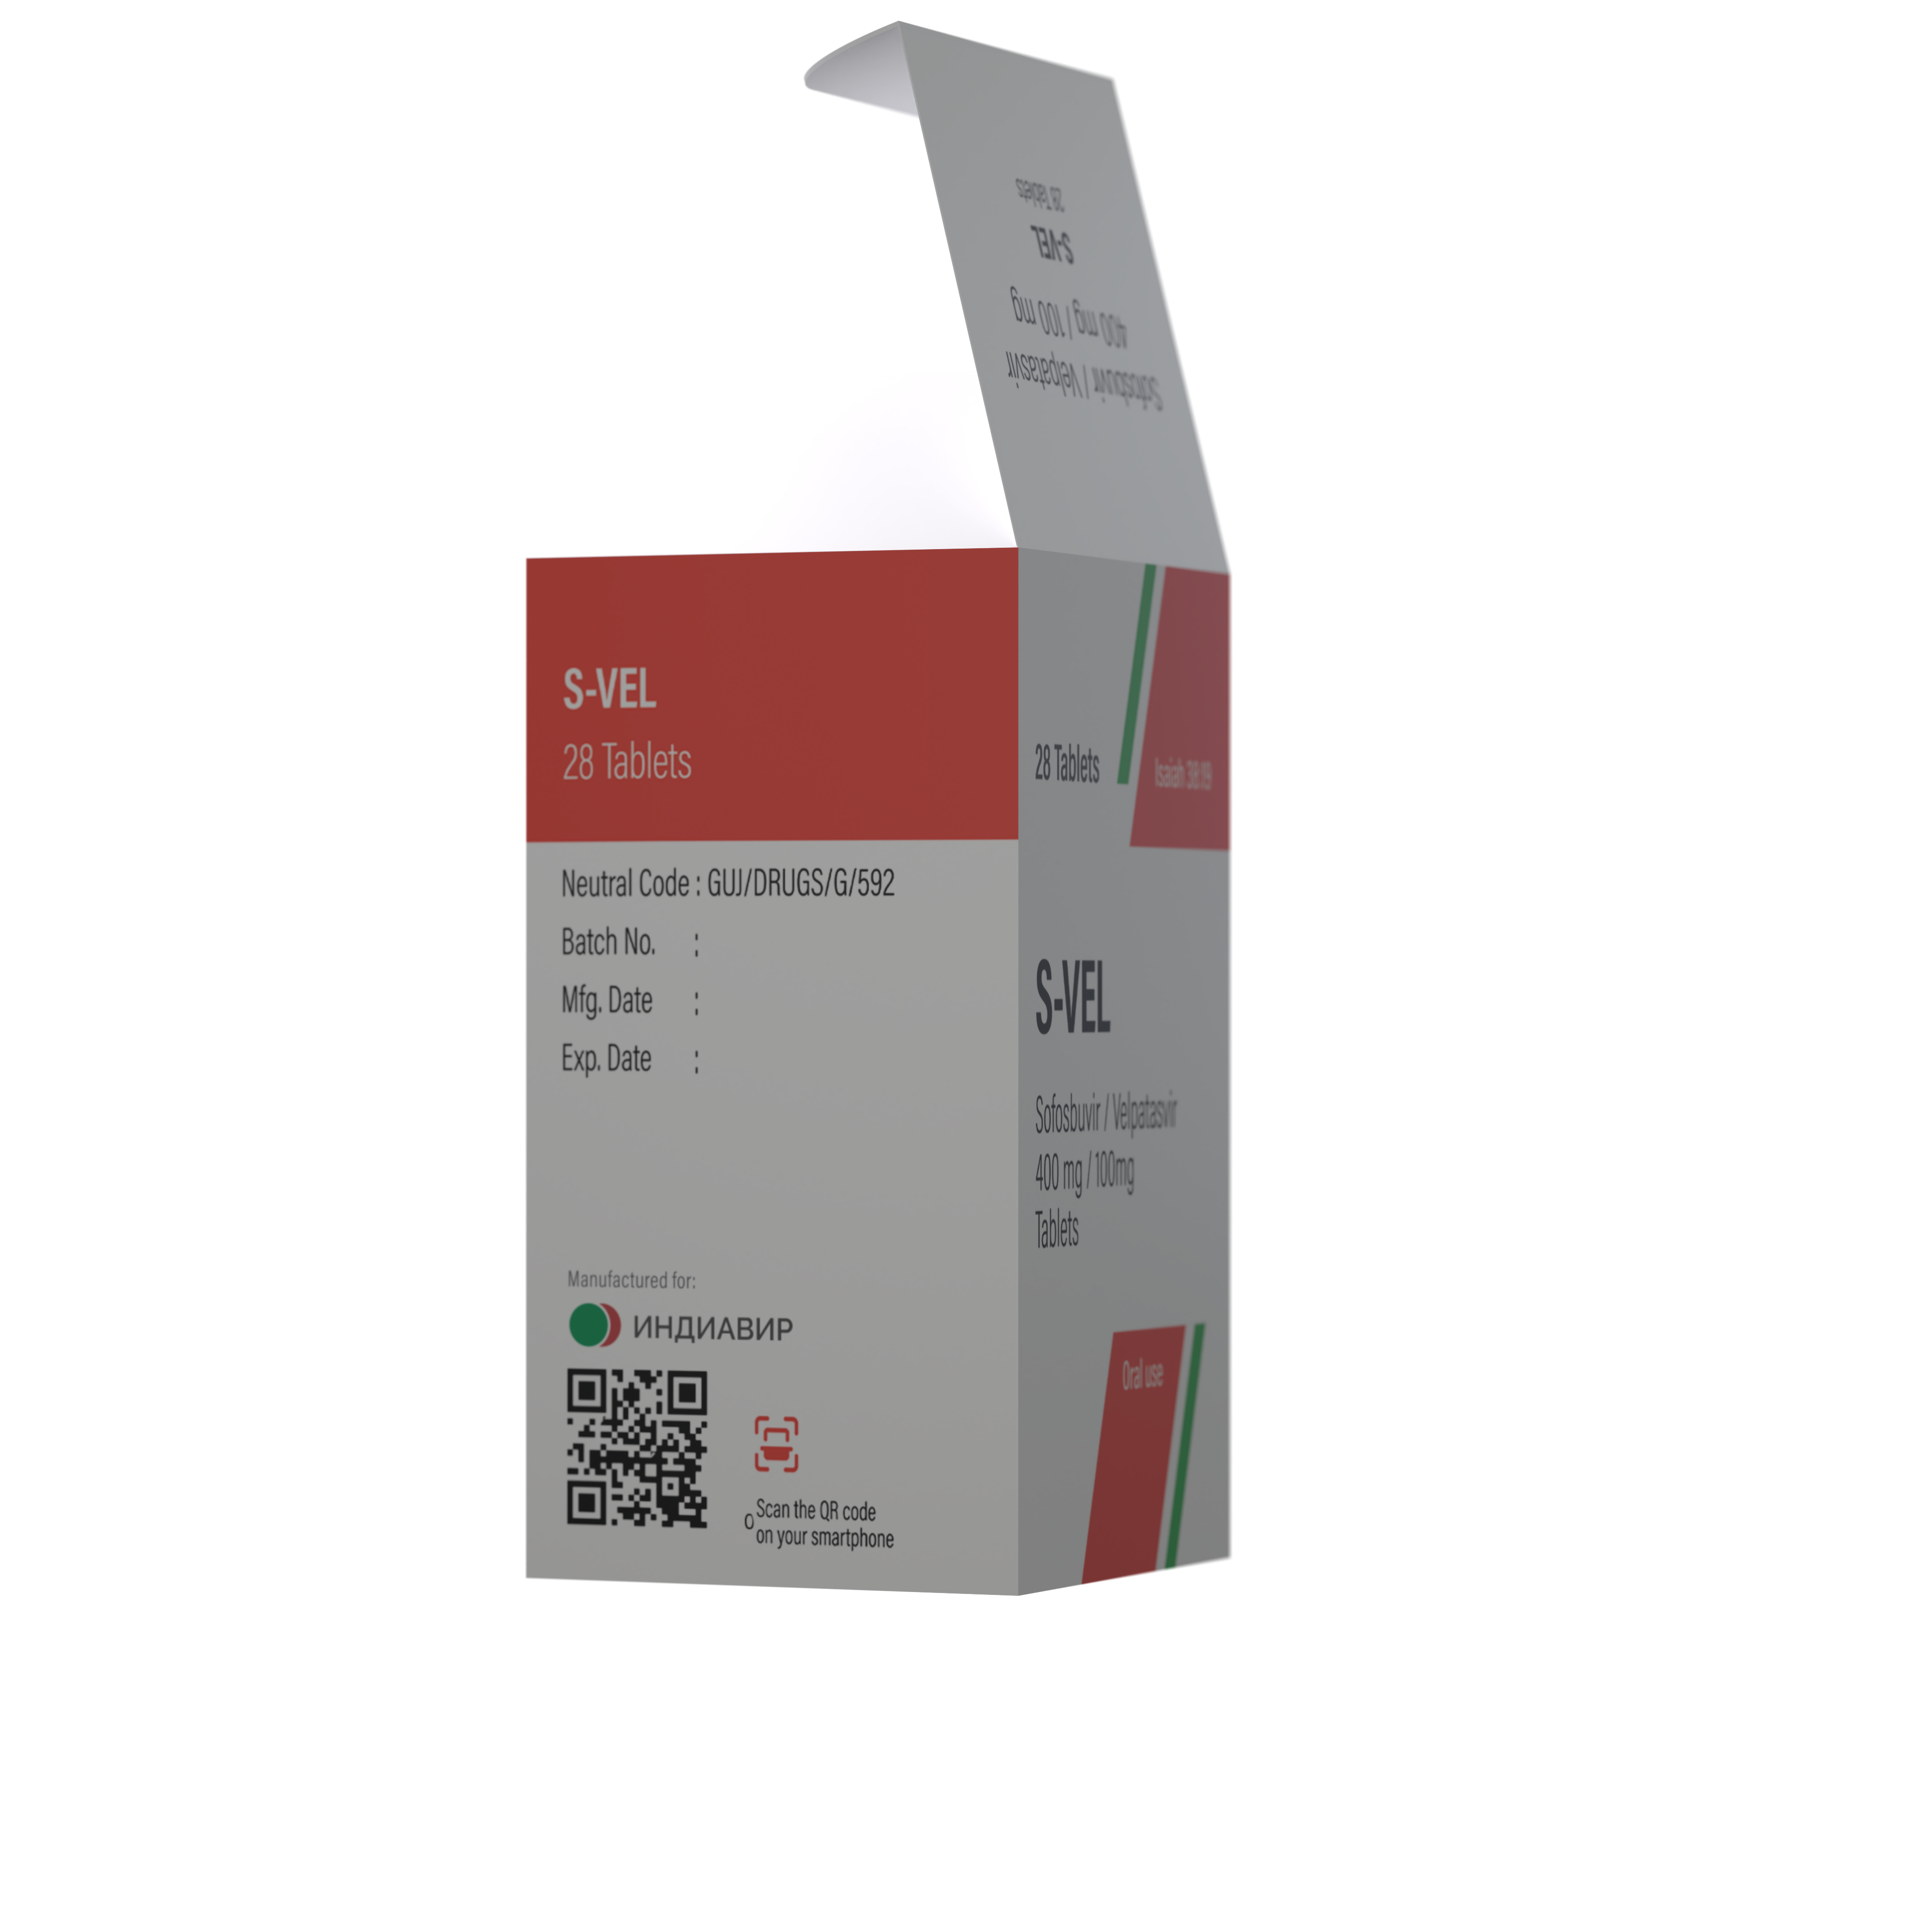 28 Tablets
S-VEL
400 mg / 100 mg
Sofosbuvir / Velpatasvir
S-VEL
28 Tablets
Neutral Code : GUJ/DRUGS/G/592
Batch No. :
Mfg. Date :
Exp. Date :
Manufactured for:
ИНДИАВИР
Scan the QR code
o on your smartphone
28 Tablets
Isaiah 38:19
S-VEL
Sofosbuvir / Velpatasvir
400 mg / 100mg
Tablets
Oral use